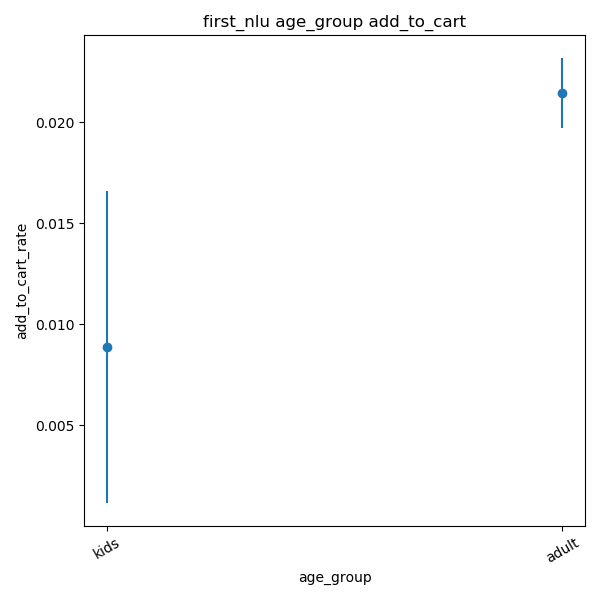 first_nlu age_group add_to_cart
0.020
0.015
0.010
0.005
add_to_cart_rate
kids
adult
age_group